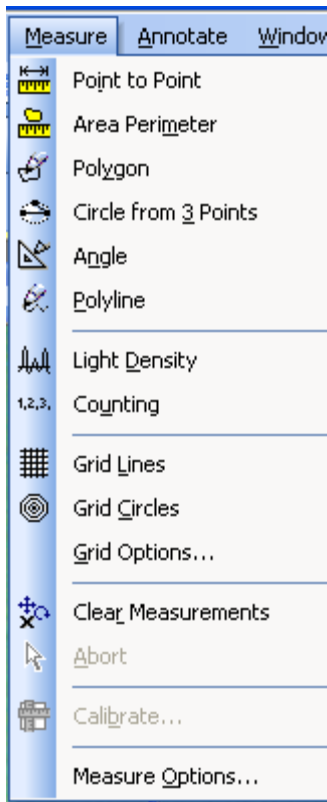 Measure Annotate Window
Point to Point
Area Perimeter
Polygon
Circle from 3 Points
Angle
Polyline
Light Density
1,2,3, Counting
Grid Lines
Grid Circles
Grid Options...
Clear Measurements
Abort
Calibrate...
Measure Options...